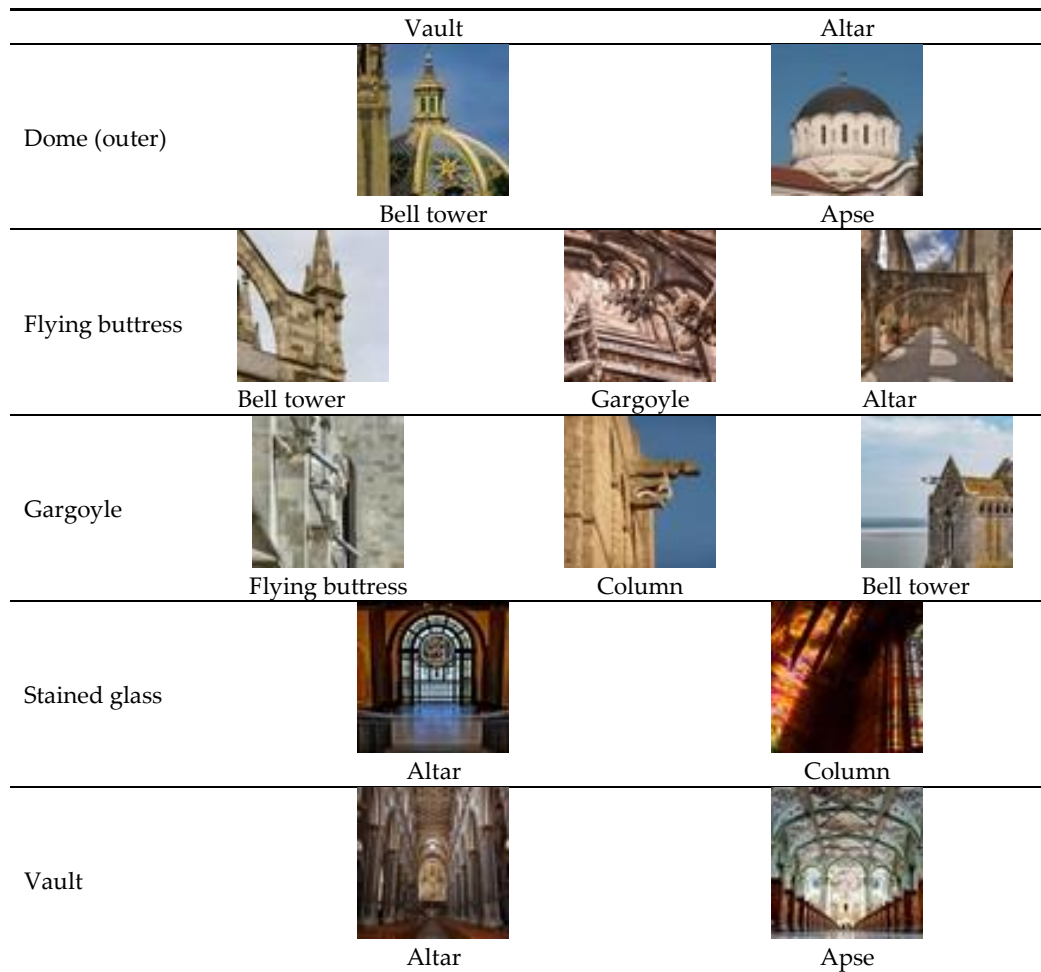 Vault Altar
Dome (outer)
Bell tower Apse
Flying buttress
Bell tower Gargoyle Altar
Gargoyle
Flying buttress Column Bell tower
Stained glass
Altar Column
Vault
Altar Apse